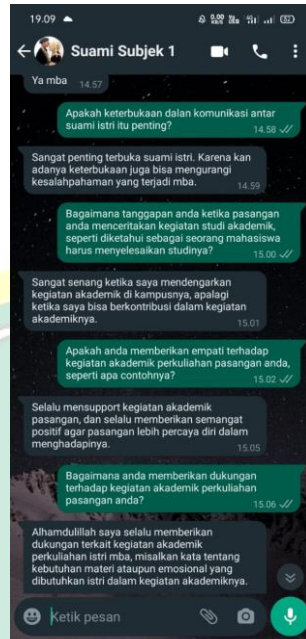 19.09
Suami Subjek 1
Ya mba
14.57
Apakah keterbukaan dalan komunikasi antar
suami istri itu penting?
14.58
Sangat penting terbuka suami istri. Karena kan
adanya keterbukaan juga bisa mengurangi
kesalahpahaman yang terjadi mba.
14.59
Bagaimana tanggapan anda ketika pasangan
anda menceritakan kegiatan studi akademik,
seperti diketahui sebagai seorang mahasiswa
harus menyelesaikan studinya?
15.00
Sangat senang ketika saya mendengarkan
kegiatan akademik di kampusnya, apalagi
ketika saya bisa berkontribusi dalam kegiatan
akademiknya.
15.01
Apakah anda memberikan empati terhadap
kegiatan akademik perkuliahan pasangan anda,
seperti apa contohnya?
15.02
Selalu mensupport kegiatan akademik
pasangan, dan selalu memberikan semangat
positif agar pasangan lebih percaya diri dalam
menghadapinya.
15.05
Bagaimana anda memberikan dukungan
terhadap kegiatan akademik perkuliahan
pasangan anda?
15.06
Alhamdulillah saya selalu memberikan
dukungan terkait kegiatan akademik
perkuliahan istri mba, misalkan kata tentang
kebutuhan materi ataupun emosional yang
dibutuhkan istri dalam kegiatan akademiknya.
Ketik pesan